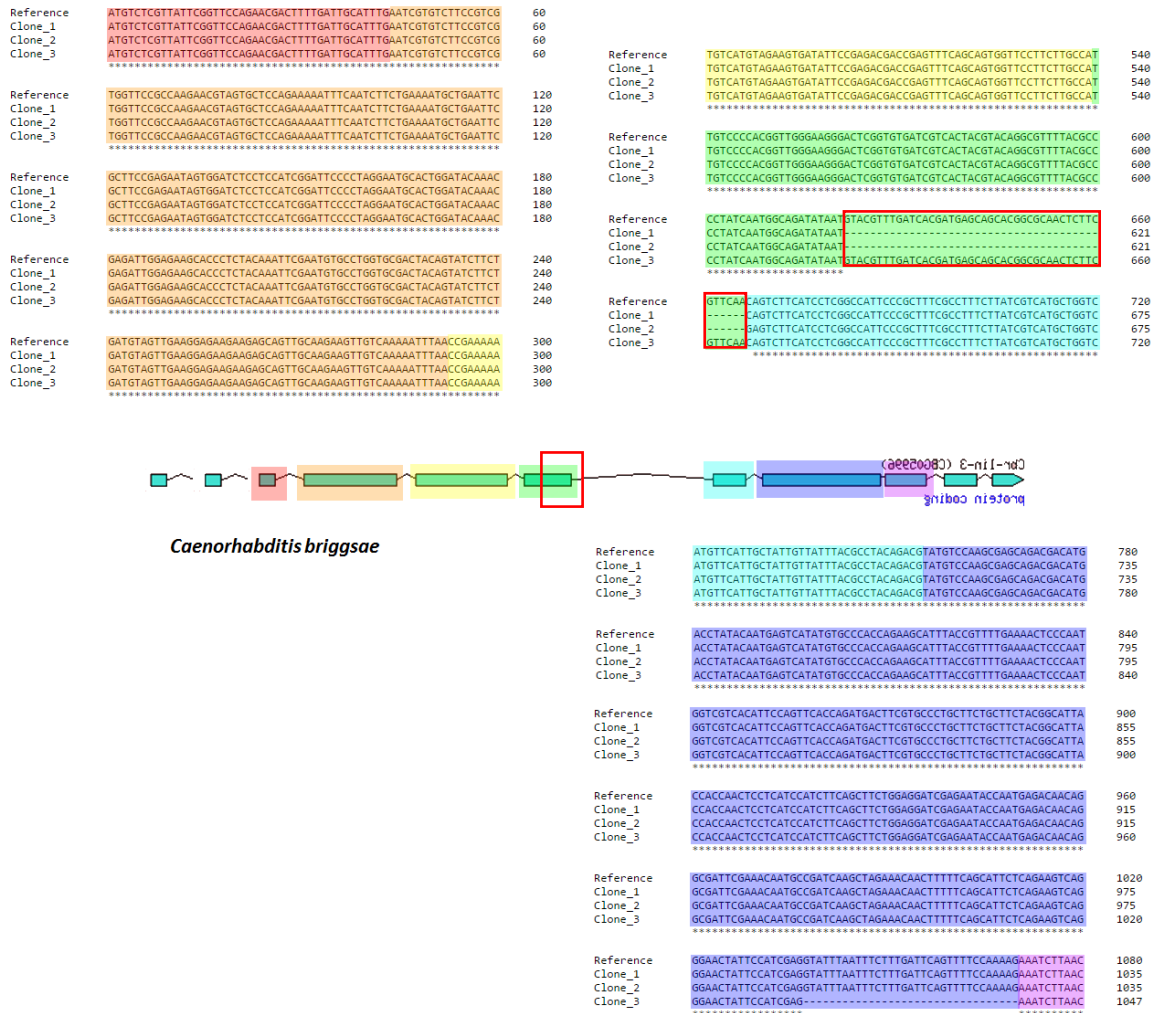 Reference ATGTCTCGTTATTCGGTTCCAGAACGACTTTTGATTGCATTTGAATCGTGTCTTCCGTCG 60
Clone_1 ATGTCTCGTTATTCGGTTCCAGAACGACTTTTGATTGCATTTGAATCGTGTCTTCCGTCG 60
Clone_2 ATGTCTCGTTATTCGGTTCCAGAACGACTTTTGATTGCATTTGAATCGTGTCTTCCGTCG 60
Clone_3 ATGTCTCGTTATTCGGTTCCAGAACGACTTTTGATTGCATTTGAATCGTGTCTTCCGTCG 60
************************************************************
Reference TGGTTCCGCCAAGAACGTAGTGCTCCAGAAAAATTTCAATCTTCTGAAAATGCTGAATTC 120
Clone_1 TGGTTCCGCCAAGAACGTAGTGCTCCAGAAAAATTTCAATCTTCTGAAAATGCTGAATTC 120
Clone_2 TGGTTCCGCCAAGAACGTAGTGCTCCAGAAAAATTTCAATCTTCTGAAAATGCTGAATTC 120
Clone_3 TGGTTCCGCCAAGAACGTAGTGCTCCAGAAAAATTTCAATCTTCTGAAAATGCTGAATTC 120
************************************************************
Reference GCTTCCGAGAATAGTGGATCTCCTCCATCGGATTCCCCTAGGAATGCACTGGATACAAAC 180
Clone_1 GCTTCCGAGAATAGTGGATCTCCTCCATCGGATTCCCCTAGGAATGCACTGGATACAAAC 180
Clone_2 GCTTCCGAGAATAGTGGATCTCCTCCATCGGATTCCCCTAGGAATGCACTGGATACAAAC 180
Clone_3 GCTTCCGAGAATAGTGGATCTCCTCCATCGGATTCCCCTAGGAATGCACTGGATACAAAC 180
************************************************************
Reference GAGATTGGAGAAGCACCCTCTACAAATTCGAATGTGCCTGGTGCGACTACAGTATCTTCT 240
Clone_1 GAGATTGGAGAAGCACCCTCTACAAATTCGAATGTGCCTGGTGCGACTACAGTATCTTCT 240
Clone_2 GAGATTGGAGAAGCACCCTCTACAAATTCGAATGTGCCTGGTGCGACTACAGTATCTTCT 240
Clone_3 GAGATTGGAGAAGCACCCTCTACAAATTCGAATGTGCCTGGTGCGACTACAGTATCTTCT 240
************************************************************
Reference GATGTAGTTGAAGGAGAAGAAGAGCAGTTGCAAGAAGTTGTCAAAAATTTAACCGAAAAA 300
Clone_1 GATGTAGTTGAAGGAGAAGAAGAGCAGTTGCAAGAAGTTGTCAAAAATTTAACCGAAAAA 300
Clone_2 GATGTAGTTGAAGGAGAAGAAGAGCAGTTGCAAGAAGTTGTCAAAAATTTAACCGAAAAA 300
Clone_3 GATGTAGTTGAAGGAGAAGAAGAGCAGTTGCAAGAAGTTGTCAAAAATTTAACCGAAAAA 300
************************************************************
Reference TGTCATGTAGAAGTGATATTCCGAGACGACCGAGTTTCAGCAGTGGTTCCTTCTTGCCAT 540
Clone_1 TGTCATGTAGAAGTGATATTCCGAGACGACCGAGTTTCAGCAGTGGTTCCTTCTTGCCAT 540
Clone_2 TGTCATGTAGAAGTGATATTCCGAGACGACCGAGTTTCAGCAGTGGTTCCTTCTTGCCAT 540
Clone_3 TGTCATGTAGAAGTGATATTCCGAGACGACCGAGTTTCAGCAGTGGTTCCTTCTTGCCAT 540
************************************************************
Reference TGTCCCCACGGTTGGGAAGGGACTCGGTGTGATCGTCACTACGTACAGGCGTTTTACGCC 600
Clone_1 TGTCCCCACGGTTGGGAAGGGACTCGGTGTGATCGTCACTACGTACAGGCGTTTTACGCC 600
Clone_2 TGTCCCCACGGTTGGGAAGGGACTCGGTGTGATCGTCACTACGTACAGGCGTTTTACGCC 600
Clone_3 TGTCCCCACGGTTGGGAAGGGACTCGGTGTGATCGTCACTACGTACAGGCGTTTTACGCC 600
************************************************************
Reference CCTATCAATGGCAGATATAATGTACGTTTGATCACGATGAGCAGCACGGCGCAACTCTTC 660
Clone_1 CCTATCAATGGCAGATATAAT--------------------------------------- 621
Clone_2 CCTATCAATGGCAGATATAAT--------------------------------------- 621
Clone_3 CCTATCAATGGCAGATATAATGTACGTTTGATCACGATGAGCAGCACGGCGCAACTCTTC 660
*********************
Reference GTTCAACAGTCTTCATCCTCGGCCATTCCCGCTTTCGCCTTTCTTATCGTCATGCTGGTC 720
Clone_1 ------CAGTCTTCATCCTCGGCCATTCCCGCTTTCGCCTTTCTTATCGTCATGCTGGTC 675
Clone_2 ------GAGTCTTCATCCTCGGCCATTCCCGCTTTCGCCTTTCTTATCGTCATGCTGGTC 675
Clone_3 GTTCAACAGTCTTCATCCTCGGCCATTCCCGCTTTCGCCTTTCTTATCGTCATGCTGGTC 720
*****************************************************
Cbr-lin-3 (CBG05996)
protein coding
Caenorhabditis briggsae
Reference ATGTTCATTGCTATTGTTATTTACGCCTACAGACGTATGTCCAAGCGAGCAGACGACATG 780
Clone_1 ATGTTCATTGCTATTGTTATTTACGCCTACAGACGTATGTCCAAGCGAGCAGACGACATG 735
Clone_2 ATGTTCATTGCTATTGTTATTTACGCCTACAGACGTATGTCCAAGCGAGCAGACGACATG 735
Clone_3 ATGTTCATTGCTATTGTTATTTACGCCTACAGACGTATGTCCAAGCGAGCAGACGACATG 780
************************************************************
Reference ACCTATACAATGAGTCATATGTGCCCACCAGAAGCATTTACCGTTTTGAAAACTCCCAAT 840
Clone_1 ACCTATACAATGAGTCATATGTGCCCACCAGAAGCATTTACCGTTTTGAAAACTCCCAAT 795
Clone_2 ACCTATACAATGAGTCATATGTGCCCACCAGAAGCATTTACCGTTTTGAAAACTCCCAAT 795
Clone_3 ACCTATACAATGAGTCATATGTGCCCACCAGAAGCATTTACCGTTTTGAAAACTCCCAAT 840
************************************************************
Reference GGTCGTCACATTCCAGTTCACCAGATGACTTCGTGCCCTGCTTCTGCTTCTACGGCATTA 900
Clone_1 GGTCGTCACATTCCAGTTCACCAGATGACTTCGTGCCCTGCTTCTGCTTCTACGGCATTA 855
Clone_2 GGTCGTCACATTCCAGTTCACCAGATGACTTCGTGCCCTGCTTCTGCTTCTACGGCATTA 855
Clone_3 GGTCGTCACATTCCAGTTCACCAGATGACTTCGTGCCCTGCTTCTGCTTCTACGGCATTA 900
************************************************************
Reference CCACCAACTCCTCATCCATCTTCAGCTTCTGGAGGATCGAGAATACCAATGAGACAACAG 960
Clone_1 CCACCAACTCCTCATCCATCTTCAGCTTCTGGAGGATCGAGAATACCAATGAGACAACAG 915
Clone_2 CCACCAACTCCTCATCCATCTTCAGCTTCTGGAGGATCGAGAATACCAATGAGACAACAG 915
Clone_3 CCACCAACTCCTCATCCATCTTCAGCTTCTGGAGGATCGAGAATACCAATGAGACAACAG 960
************************************************************
Reference GCGATTCGAAACAATGCCGATCAAGCTAGAAACAACTTTTTCAGCATTCTCAGAAGTCAG 1020
Clone_1 GCGATTCGAAACAATGCCGATCAAGCTAGAAACAACTTTTTCAGCATTCTCAGAAGTCAG 975
Clone_2 GCGATTCGAAACAATGCCGATCAAGCTAGAAACAACTTTTTCAGCATTCTCAGAAGTCAG 975
Clone_3 GCGATTCGAAACAATGCCGATCAAGCTAGAAACAACTTTTTCAGCATTCTCAGAAGTCAG 1020
************************************************************
Reference GGAACTATTCCATCGAGGTATTTAATTTCTTTGATTCAGTTTTCCAAAAGAAATCTTAAC 1080
Clone_1 GGAACTATTCCATCGAGGTATTTAATTTCTTTGATTCAGTTTTCCAAAAGAAATCTTAAC 1035
Clone_2 GGAACTATTCCATCGAGGTATTTAATTTCTTTGATTCAGTTTTCCAAAAGAAATCTTAAC 1035
Clone_3 GGAACTATTCCATCGAG---------------------------------AAATCTTAAC 1047
***************** **********